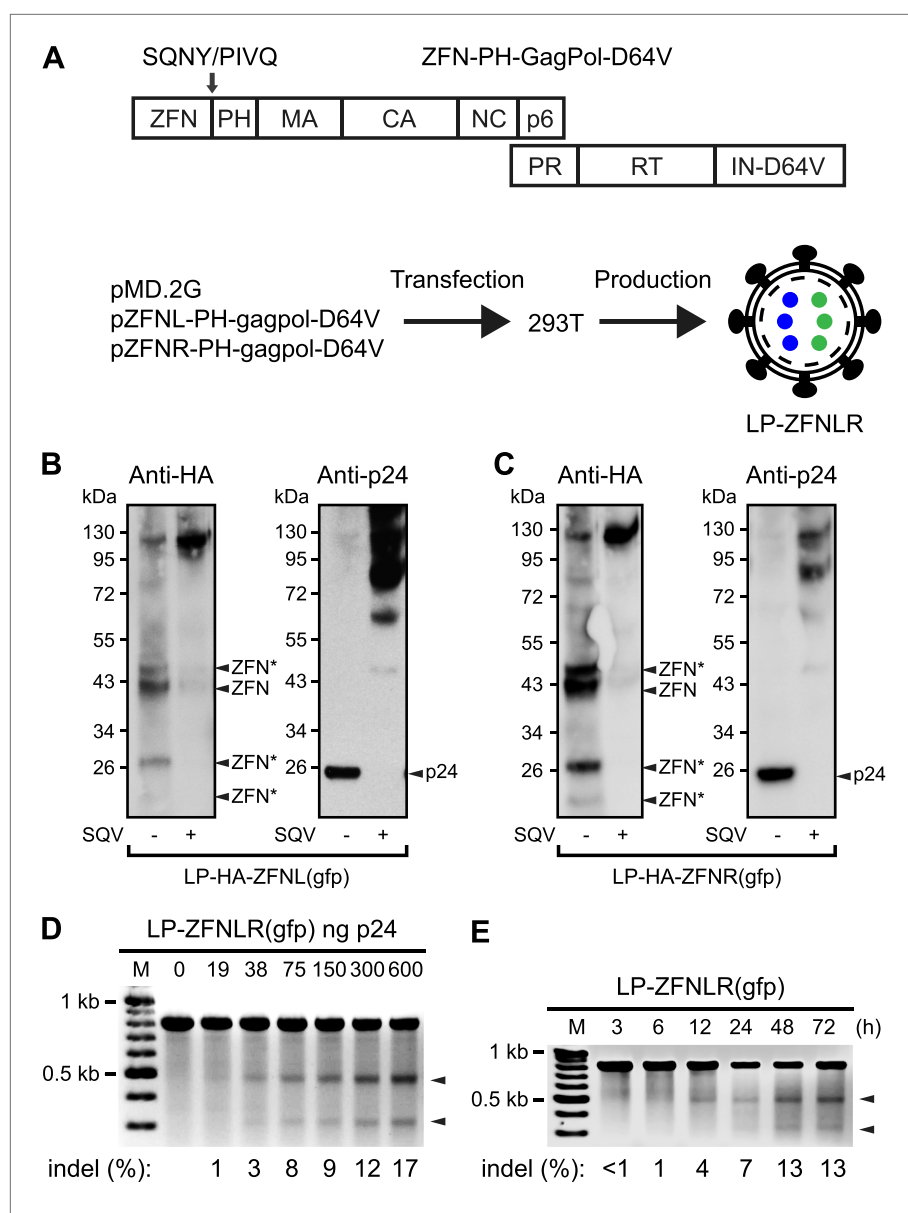 A
SQNY/PIVQ ZFN-PH-GagPol-D64V
ZFN PH MA CA NC p6
PR RT IN-D64V
pMD.2G
pZFNL-PH-gagpol-D64V
pZFNR-PH-gagpol-D64V
Transfection
293T
Production
LP-ZFNLR
B
Anti-HA Anti-p24
kDa kDa
130 130
95 95
72 72
55 55
43 43
34 34
26 26
ZFN*
ZFN
ZFN*
ZFN*
p24
SQV - + SQV - +
LP-HA-ZFNL(gfp)
C
Anti-HA Anti-p24
kDa kDa
130 130
95 95
72 72
55 55
43 43
34 34
26 26
ZFN*
ZFN
ZFN*
ZFN*
p24
SQV - + SQV - +
LP-HA-ZFNR(gfp)
D
LP-ZFNLR(gfp) ng p24
M 0 19 38 75 150 300 600
1 kb
0.5 kb
indel (%): 1 3 8 9 12 17
E
LP-ZFNLR(gfp)
M 3 6 12 24 48 72 (h)
1 kb
0.5 kb
indel (%): <1 1 4 7 13 13